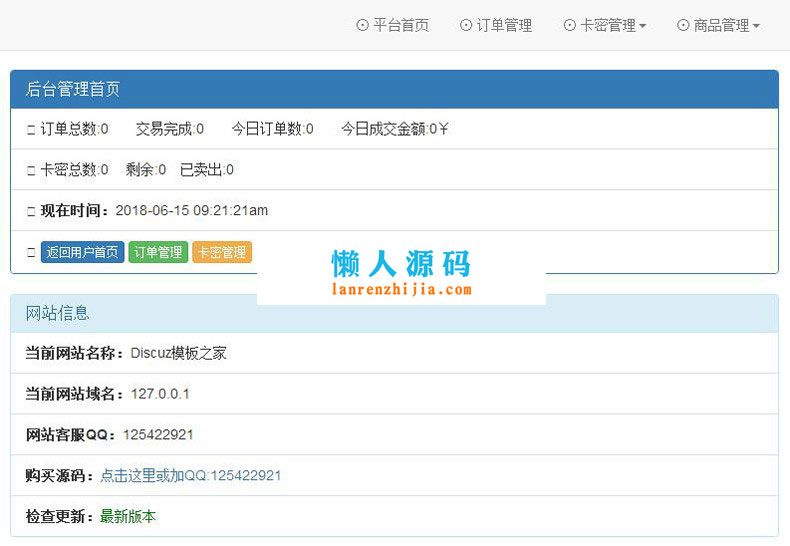 平台首页 订单管理 卡密管理 商品管理
后台管理首页
订单总数:0 交易完成:0 今日订单数:0 今日成交金额:0￥
卡密总数:0 剩余:0 已卖出:0
现在时间：2018-06-15 09:21:21am
返回用户首页 订单管理 卡密管理
懒人源码
lanrenzhijia.com
网站信息
当前网站名称：Discuz模板之家
当前网站域名：127.0.0.1
网站客服QQ：125422921
购买源码：点击这里或加QQ:125422921
检查更新：最新版本